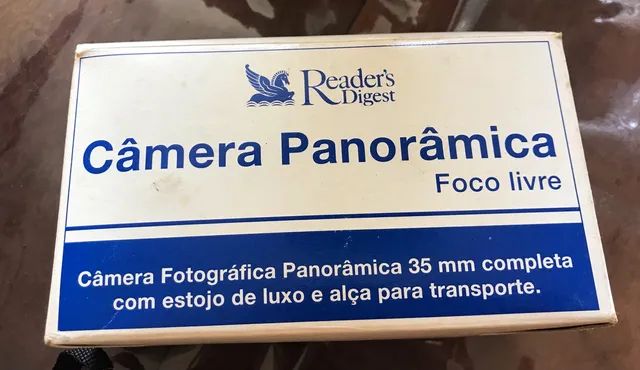 Reader's
Digest
Câmera Panorâmica
Foco livre
Câmera Fotográfica Panorâmica 35 mm completa
com estojo de luxo e alça para transporte.